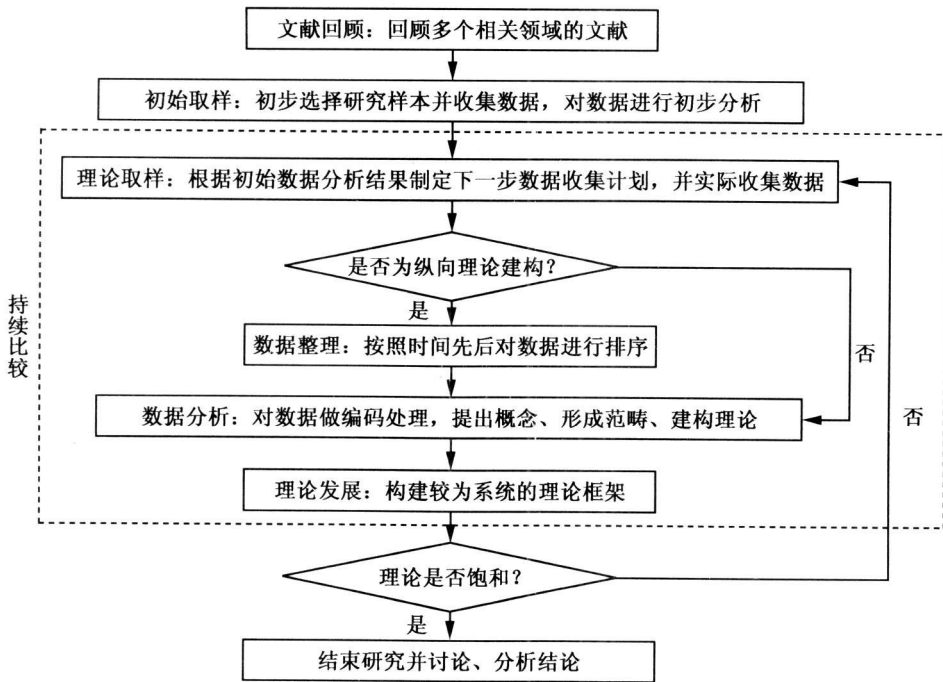 文献回顾：回顾多个相关领域的文献
初始取样：初步选择研究样本并收集数据，对数据进行初步分析
理论取样：根据初始数据分析结果制定下一步数据收集计划，并实际收集数据
是否为纵向理论建构？
是
否
数据整理：按照时间先后对数据进行排序
持续比较
数据分析：对数据做编码处理，提出概念、形成范畴、建构理论
否
理论发展：构建较为系统的理论框架
理论是否饱和？
是
结束研究并讨论、分析结论